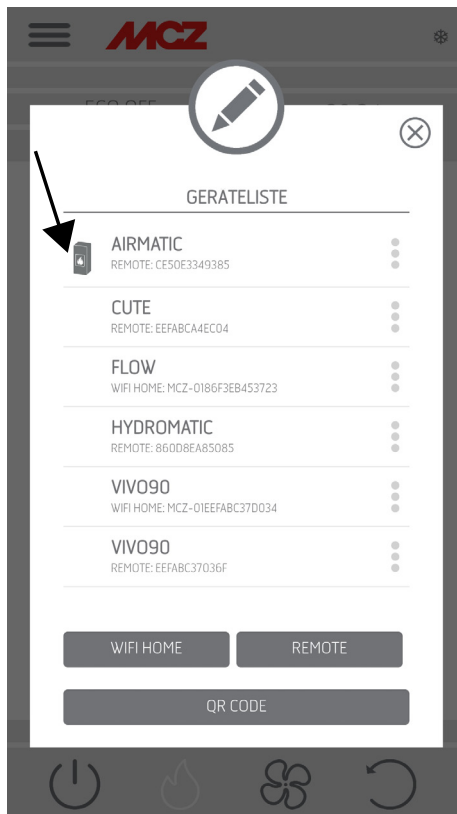 MCZ
GERATELISTE
AIRMATIC
REMOTE: CE50E3349385
CUTE
REMOTE: EEFABCA4EC04
FLOW
WIFI HOME: MCZ-0186F3EB453723
HYDROMATIC
REMOTE: 860D8EA85085
VIVO90
WIFI HOME: MCZ-01EEFABC37D034
VIVO90
REMOTE: EEFABC37036F
WIFI HOME
REMOTE
QR CODE